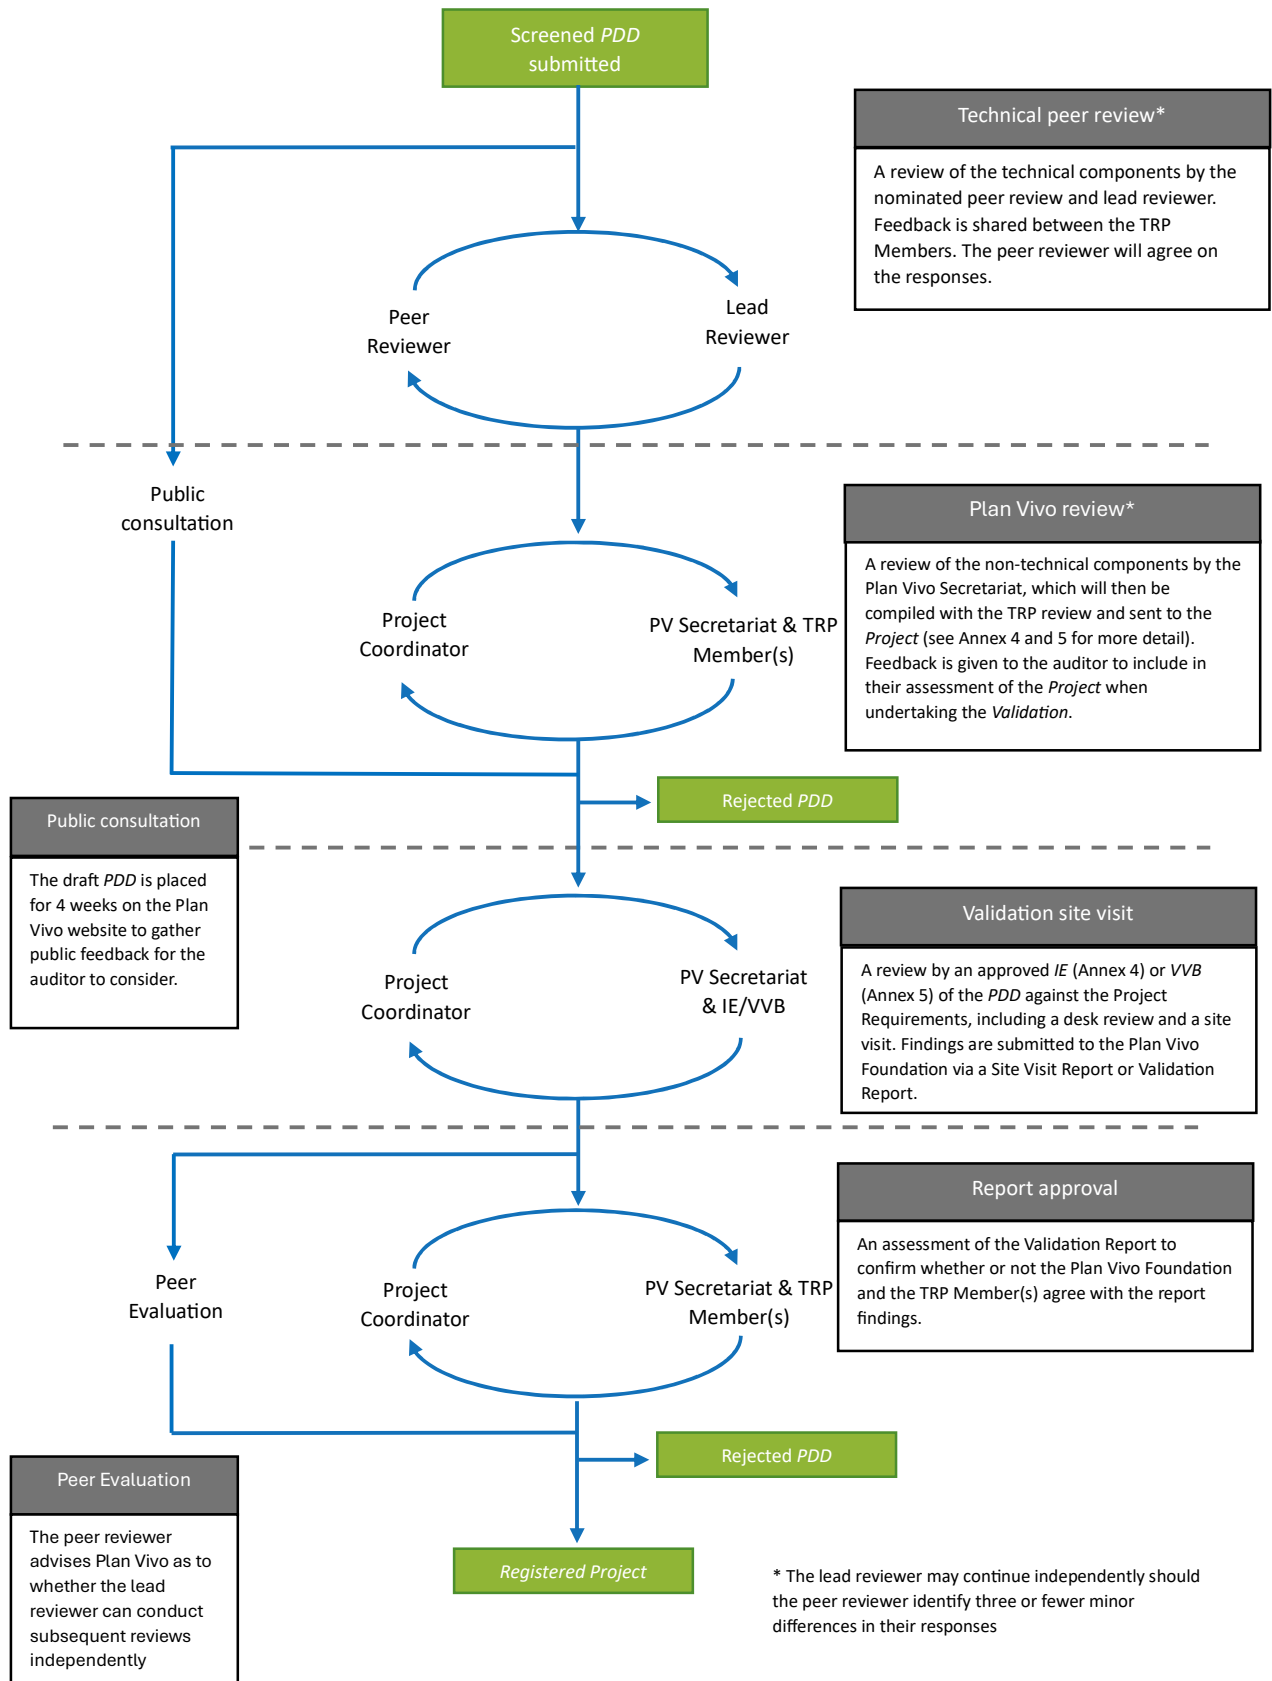 Screened PDD
submitted
Technical peer review*
A review of the technical components by the
nominated peer review and lead reviewer.
Feedback is shared between the TRP
Members. The peer reviewer will agree on
the responses.
Peer
Reviewer
Lead
Reviewer
Public
consultation
Plan Vivo review*
A review of the non-technical components by the
Plan Vivo Secretariat, which will then be
compiled with the TRP review and sent to the
Project (see Annex 4 and 5 for more detail).
Feedback is given to the auditor to include in
their assessment of the Project when
undertaking the Validation.
Project
Coordinator
PV Secretariat & TRP
Member(s)
Rejected PDD
Public consultation
The draft PDD is placed
for 4 weeks on the Plan
Vivo website to gather
public feedback for the
auditor to consider.
Validation site visit
A review by an approved IE (Annex 4) or VVB
(Annex 5) of the PDD against the Project
Requirements, including a desk review and a site
visit. Findings are submitted to the Plan Vivo
Foundation via a Site Visit Report or Validation
Report.
Project
Coordinator
PV Secretariat
& IE/VVB
Report approval
An assessment of the Validation Report to
confirm whether or not the Plan Vivo Foundation
and the TRP Member(s) agree with the report
findings.
Peer
Evaluation
Project
Coordinator
PV Secretariat & TRP
Member(s)
Rejected PDD
Peer Evaluation
The peer reviewer
advises Plan Vivo as to
whether the lead
reviewer can conduct
subsequent reviews
independently
Registered Project
* The lead reviewer may continue independently should
the peer reviewer identify three or fewer minor
differences in their responses